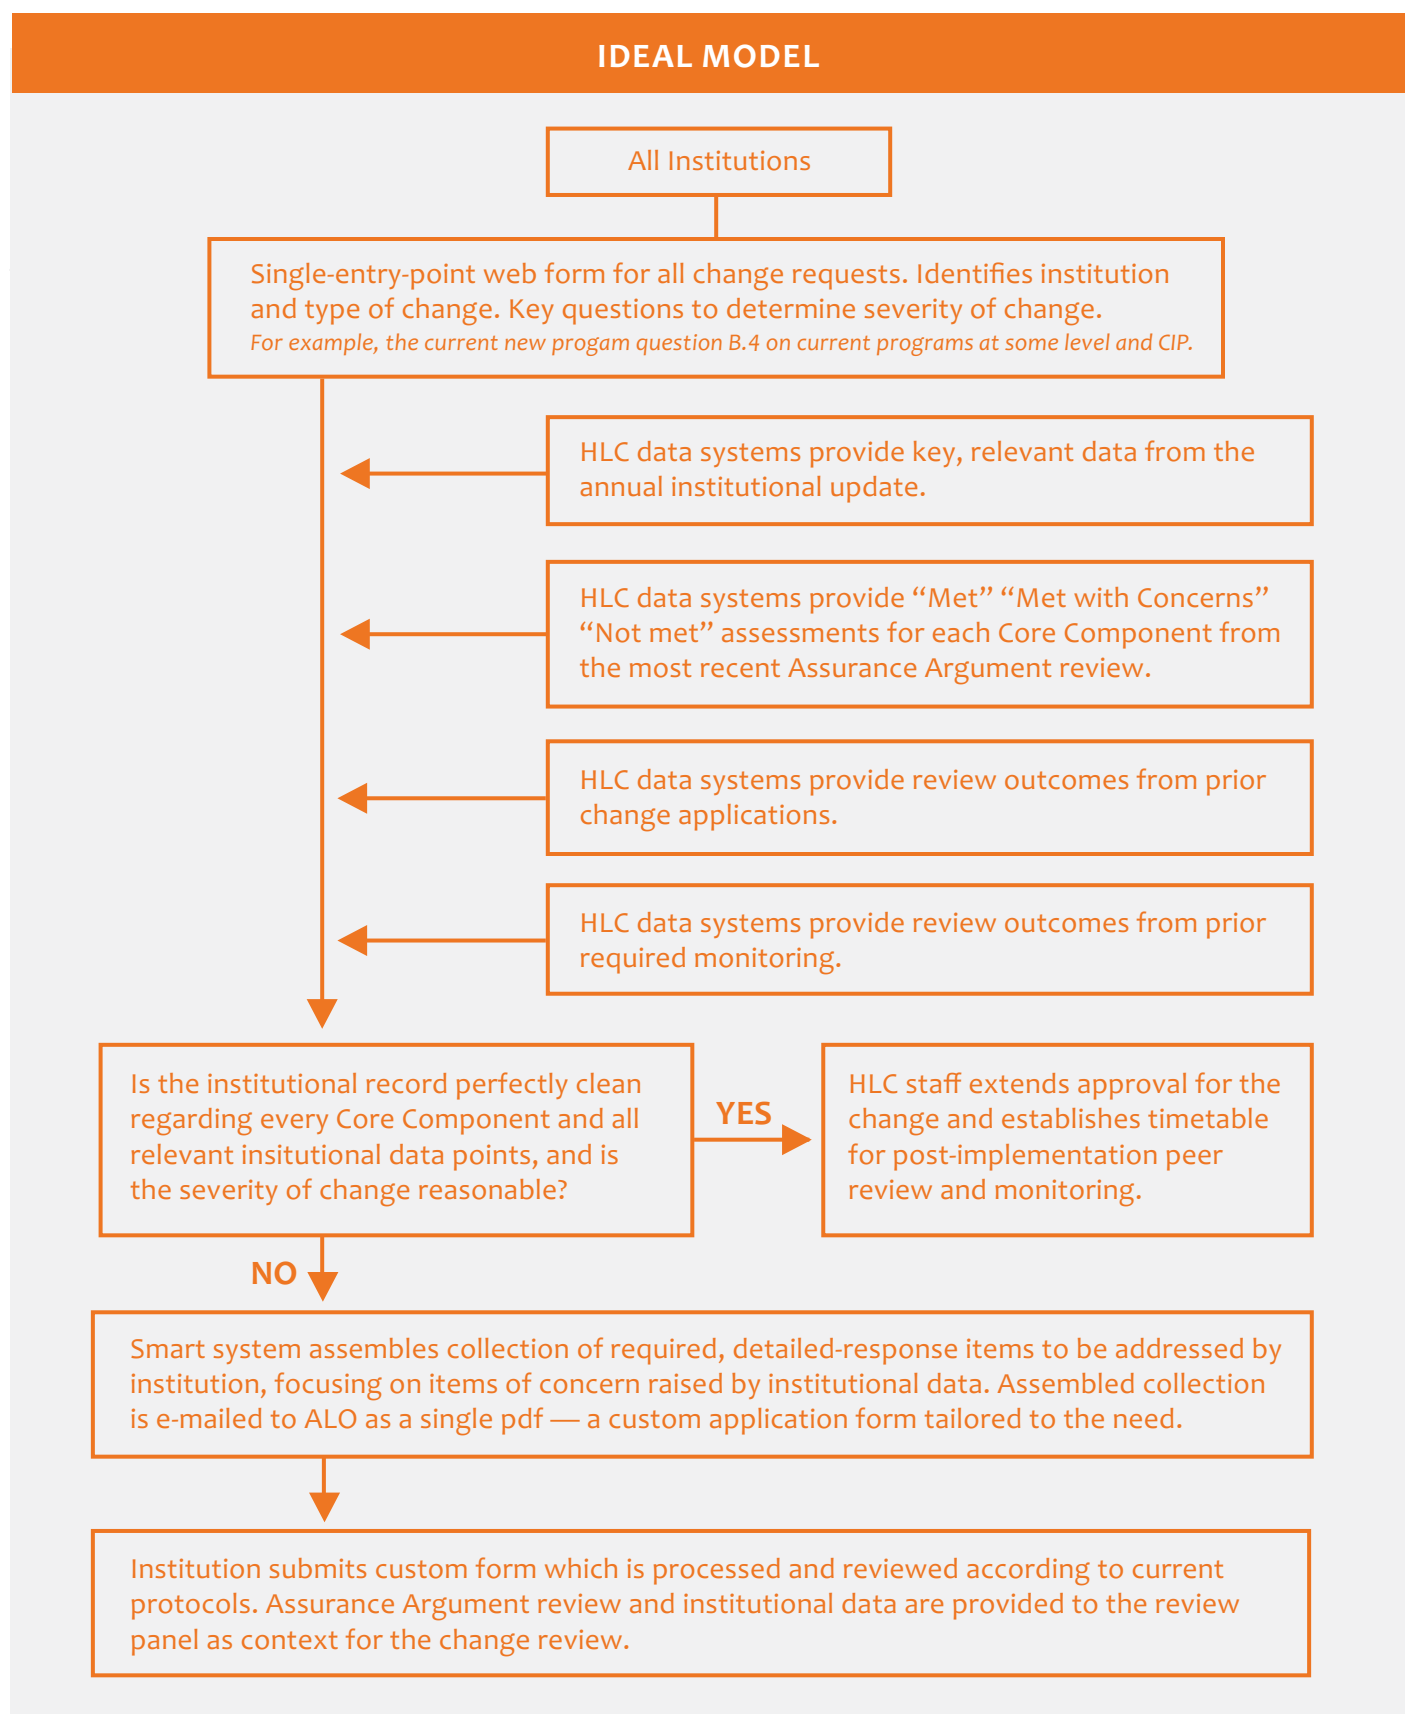 IDEAL MODEL
All Institutions
Single-entry-point web form for all change requests. Identifies institution
and type of change. Key questions to determine severity of change.
For example, the current new progam question B.4 on current programs at some level and CIP.
HLC data systems provide key, relevant data from the
annual institutional update.
HLC data systems provide “Met” “Met with Concerns”
“Not met” assessments for each Core Component from
the most recent Assurance Argument review.
HLC data systems provide review outcomes from prior
change applications.
HLC data systems provide review outcomes from prior
required monitoring.
Is the institutional record perfectly clean
regarding every Core Component and all
relevant insitutional data points, and is
the severity of change reasonable?
YES
HLC staff extends approval for the
change and establishes timetable
for post-implementation peer
review and monitoring.
NO
Smart system assembles collection of required, detailed-response items to be addressed by
institution, focusing on items of concern raised by institutional data. Assembled collection
is e-mailed to ALO as a single pdf — a custom application form tailored to the need.
Institution submits custom form which is processed and reviewed according to current
protocols. Assurance Argument review and institutional data are provided to the review
panel as context for the change review.